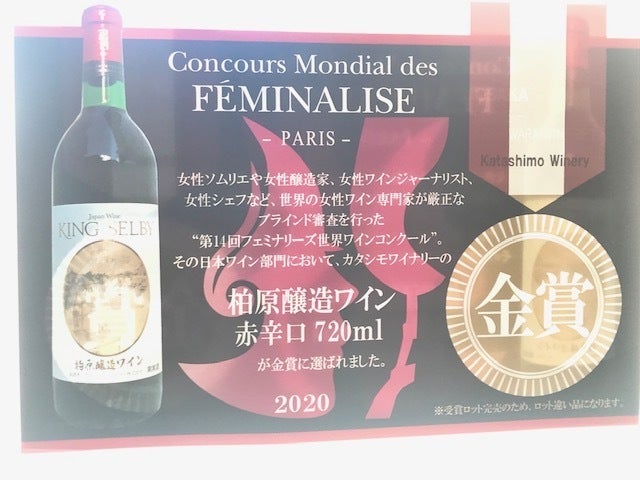 Concours Mondial des
FÉMINALISE
– PARIS –
女性ソムリエや女性醸造家、女性ワインジャーナリスト、
女性シェフなど、世界の女性ワイン専門家が厳正な
ブラインド審査を行った
“第14回フェミナリーズ世界ワインコンクール”。
その日本ワイン部門において、カタシモワイナリーの
柏原醸造ワイン
赤辛口 720ml
が金賞に選ばれました。
2020
Japan Wine
KING SELBY
柏原醸造ワイン
Katashimo Winery
金賞
※受賞ロット完売のため、ロット違い品になります。